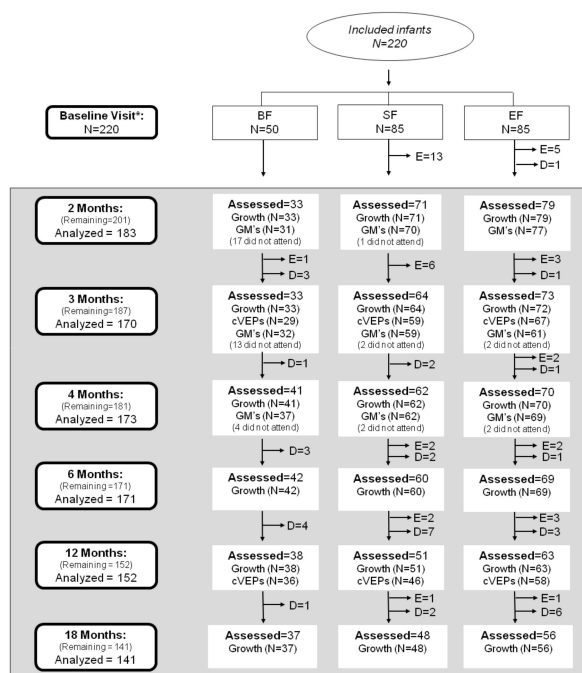 Included infants
N=220
Baseline Visit*:
N=220
BF
N=50
SF
N=85
EF
N=85
E=13
E=5
D=1
2 Months:
(Remaining=201)
Analyzed = 183
Assessed=33
Growth (N=33)
GM's (N=31)
(17 did not attend)
Assessed=71
Growth (N=71)
GM's (N=70)
(1 did not attend)
Assessed=79
Growth (N=79)
GM's (N=77)
E=1
D=3
E=6
E=3
D=1
3 Months:
(Remaining=187)
Analyzed = 170
Assessed=33
Growth (N=33)
cVEPs (N=29)
GM's (N=32)
(13 did not attend)
Assessed=64
Growth (N=64)
cVEPs (N=59)
GM's (N=59)
(2 did not attend)
Assessed=73
Growth (N=72)
cVEPs (N=67)
GM's (N=61)
(2 did not attend)
D=1
D=2
E=2
D=1
4 Months:
(Remaining=181)
Analyzed = 173
Assessed=41
Growth (N=41)
GM's (N=37)
(4 did not attend)
Assessed=62
Growth (N=62)
GM's (N=62)
(2 did not attend)
Assessed=70
Growth (N=70)
GM's (N=69)
(2 did not attend)
D=3
E=2
D=2
E=2
D=1
6 Months:
(Remaining =171)
Analyzed = 171
Assessed=42
Growth (N=42)
Assessed=60
Growth (N=60)
Assessed=69
Growth (N=69)
D=4
E=2
D=7
E=3
D=3
12 Months:
(Remaining = 152)
Analyzed = 152
Assessed=38
Growth (N=38)
cVEPs (N=36)
Assessed=51
Growth (N=51)
cVEPs (N=46)
Assessed=63
Growth (N=63)
cVEPs (N=58)
D=1
E=1
D=2
E=1
D=6
18 Months:
(Remaining = 141)
Analyzed = 141
Assessed=37
Growth (N=37)
Assessed=48
Growth (N=48)
Assessed=56
Growth (N=56)